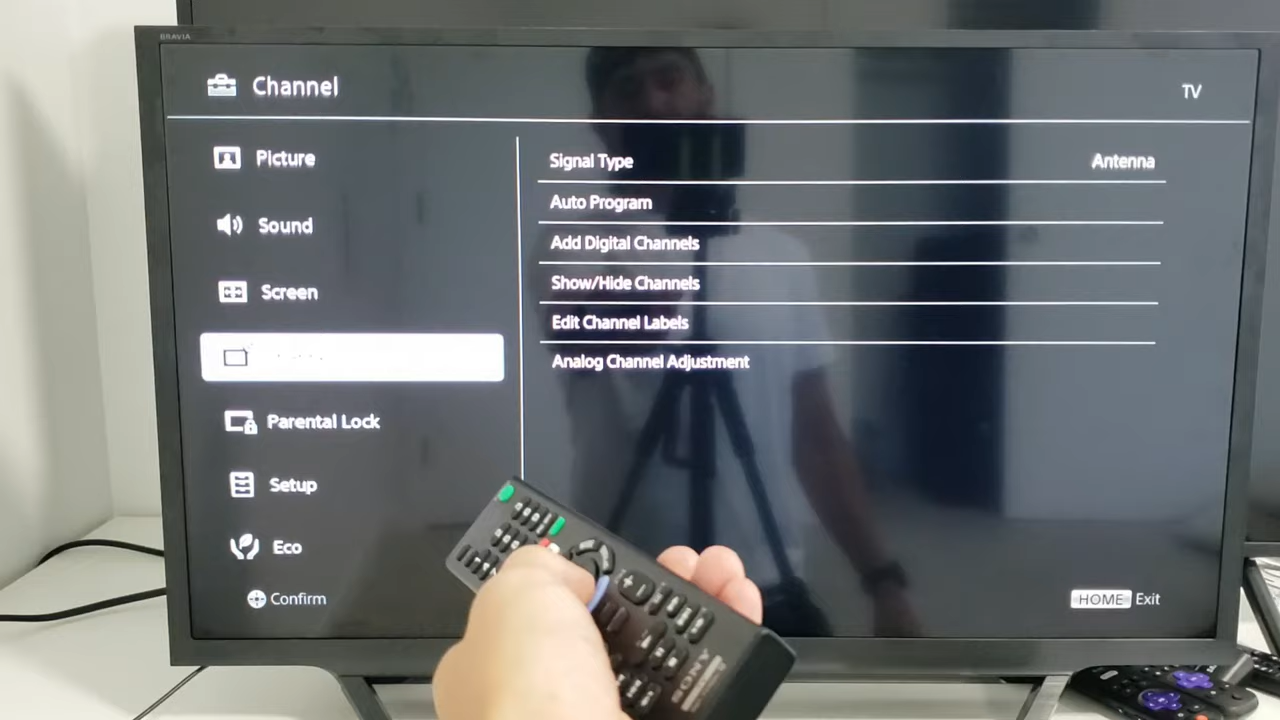 BRAVIA
Channel
TV
Picture
Sound
Screen
Parental Lock
Setup
Eco
Signal Type Antenna
Auto Program
Add Digital Channels
Show/Hide Channels
Edit Channel Labels
Analog Channel Adjustment
Confirm
HOME Exit
SONY